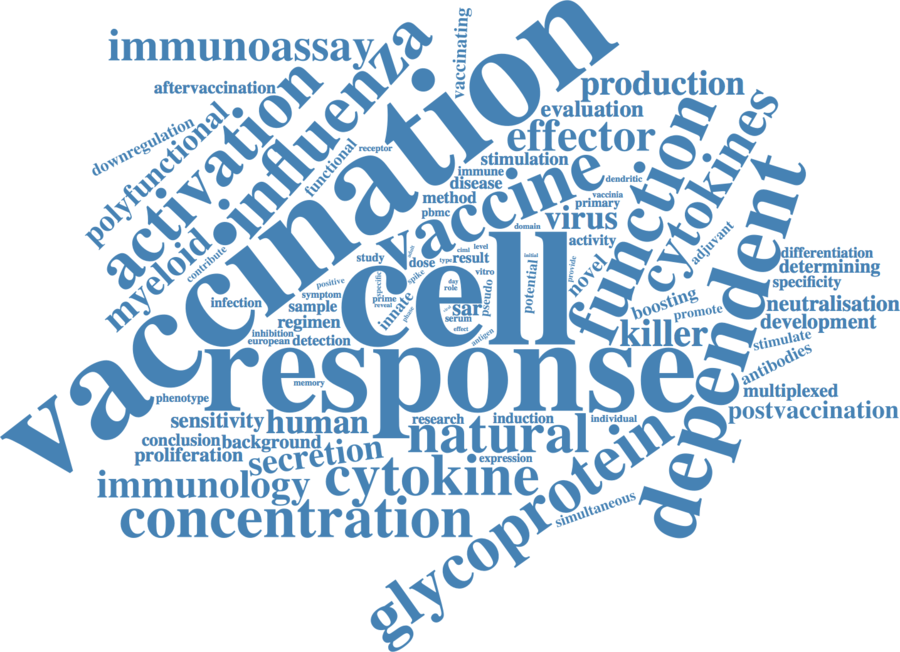 immunoassay
influenza
vaccinating
vaccination
aftervaccination
activation
production
evaluation
effector
downregulation
polyfunctional
functional
receptor
stimulation
immune
disease
dendritic
function
cytokines
method
vaccine
vaccinia
primary
pbmc
virus
domain
activity
dependent
myeloid
contribute
study
dose
result
level
type
novel
provide
adjuvant
differentiation
determining
specificity
positive
specific
spike
vitro
initial
potential
cell
day
role
pseudo
infection
symptom
sample
prime
reveal
innate
phase
sar
serum
effect
antigen
boosting
promote
neutralisation
regimen
killer
development
inhibition
european
detection
stimulate
response
antibodies
memory
multiplexed
phenotype
postvaccination
sensitivity
human
research
induction
individual
natural
conclusion
background
proliferation
secretion
expression
glycoprotein
immunology
cytokine
simultaneous
concentration